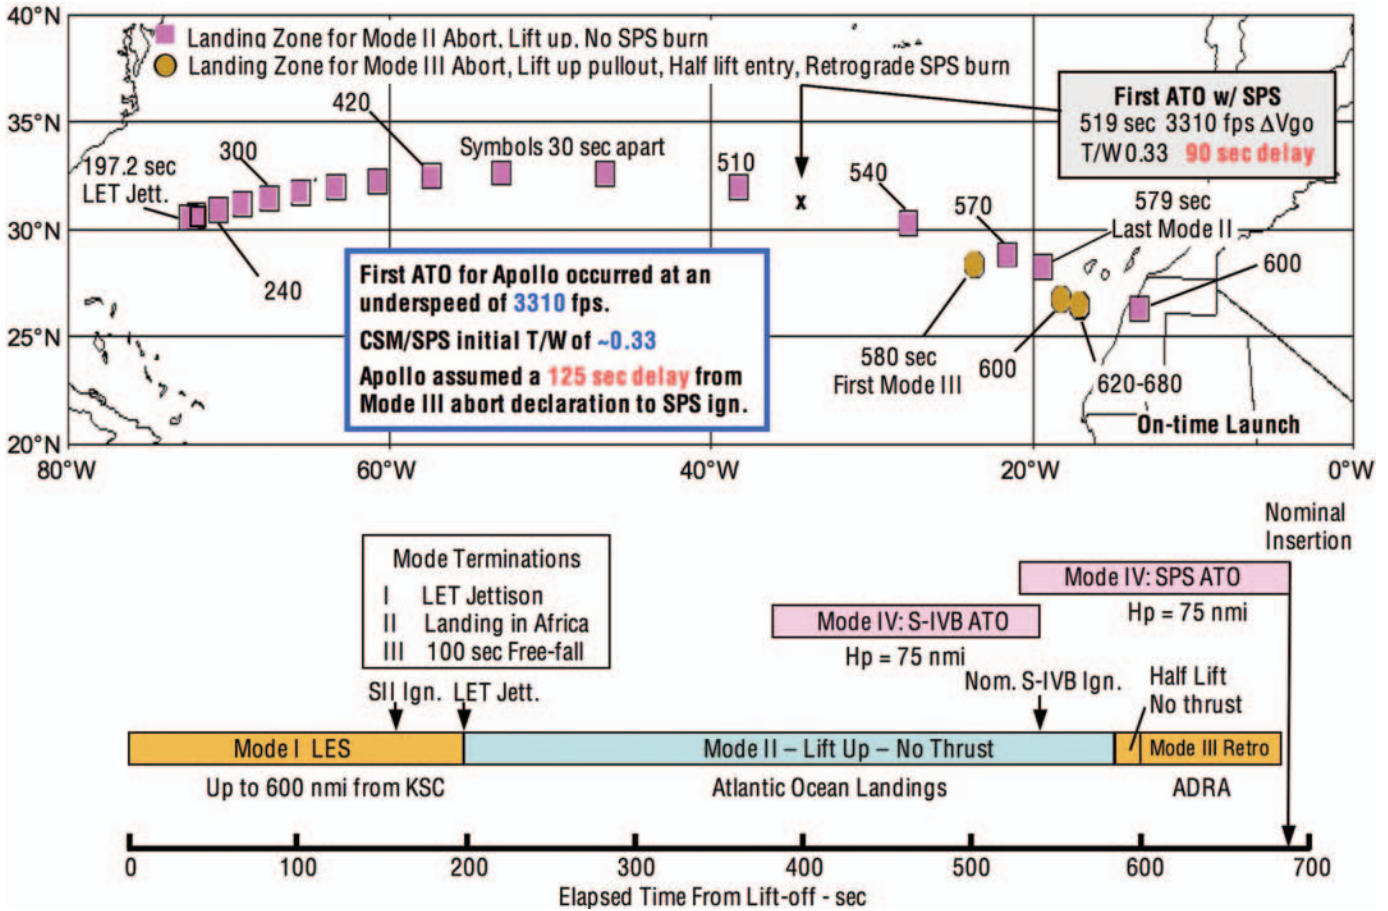 40°N
Landing Zone for Mode II Abort, Lift up, No SPS burn
Landing Zone for Mode III Abort, Lift up pullout, Half lift entry, Retrograde SPS burn
First ATO w/ SPS
519 sec 3310 fps ΔVgo
T/W 0.33 90 sec delay
420
35°N
Symbols 30 sec apart
300
197.2 sec
LET Jett.
510
540
570
579 sec
Last Mode II
x
30°N
240
600
First ATO for Apollo occurred at an
underspeed of 3310 fps.
CSM/SPS initial T/W of ~0.33
Apollo assumed a 125 sec delay from
Mode III abort declaration to SPS ign.
25°N
580 sec
First Mode III
600
620-680
On-time Launch
20°N
80°W
60°W
40°W
20°W
0°W
Nominal
Insertion
Mode Terminations
I LET Jettison
II Landing in Africa
III 100 sec Free-fall
Mode IV: SPS ATO
Hp = 75 nmi
Mode IV: S-IVB ATO
Hp = 75 nmi
SII Ign.
LET Jett.
Nom. S-IVB Ign.
Half Lift
No thrust
Mode I LES
Mode II – Lift Up – No Thrust
Mode III Retro
Up to 600 nmi from KSC
Atlantic Ocean Landings
ADRA
0
100
200
300
400
500
600
700
Elapsed Time From Lift-off - sec